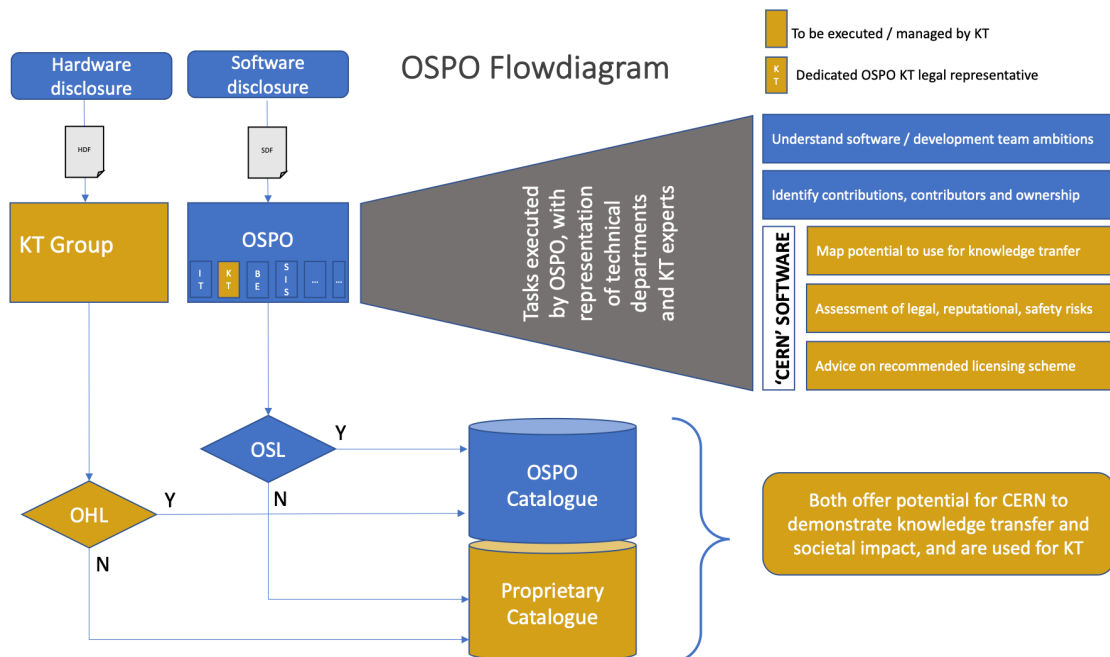 OSPO Flowdiagram
To be executed / managed by KT
K
T
Dedicated OSPO KT legal representative
Hardware
disclosure
Software
disclosure
HDF
SDF
KT Group
OSPO
I
T
K
T
B
E
S
I
S
...
...
Tasks executed
by OSPO, with
representation
of technical
departments
and KT experts
Understand software / development team ambitions
Identify contributions, contributors and ownership
'CERN' SOFTWARE
Map potential to use for knowledge tranfer
Assessment of legal, reputational, safety risks
Advice on recommended licensing scheme
OSL
Y
N
OHL
Y
N
OSPO
Catalogue
Proprietary
Catalogue
Both offer potential for CERN to
demonstrate knowledge transfer and
societal impact, and are used for KT